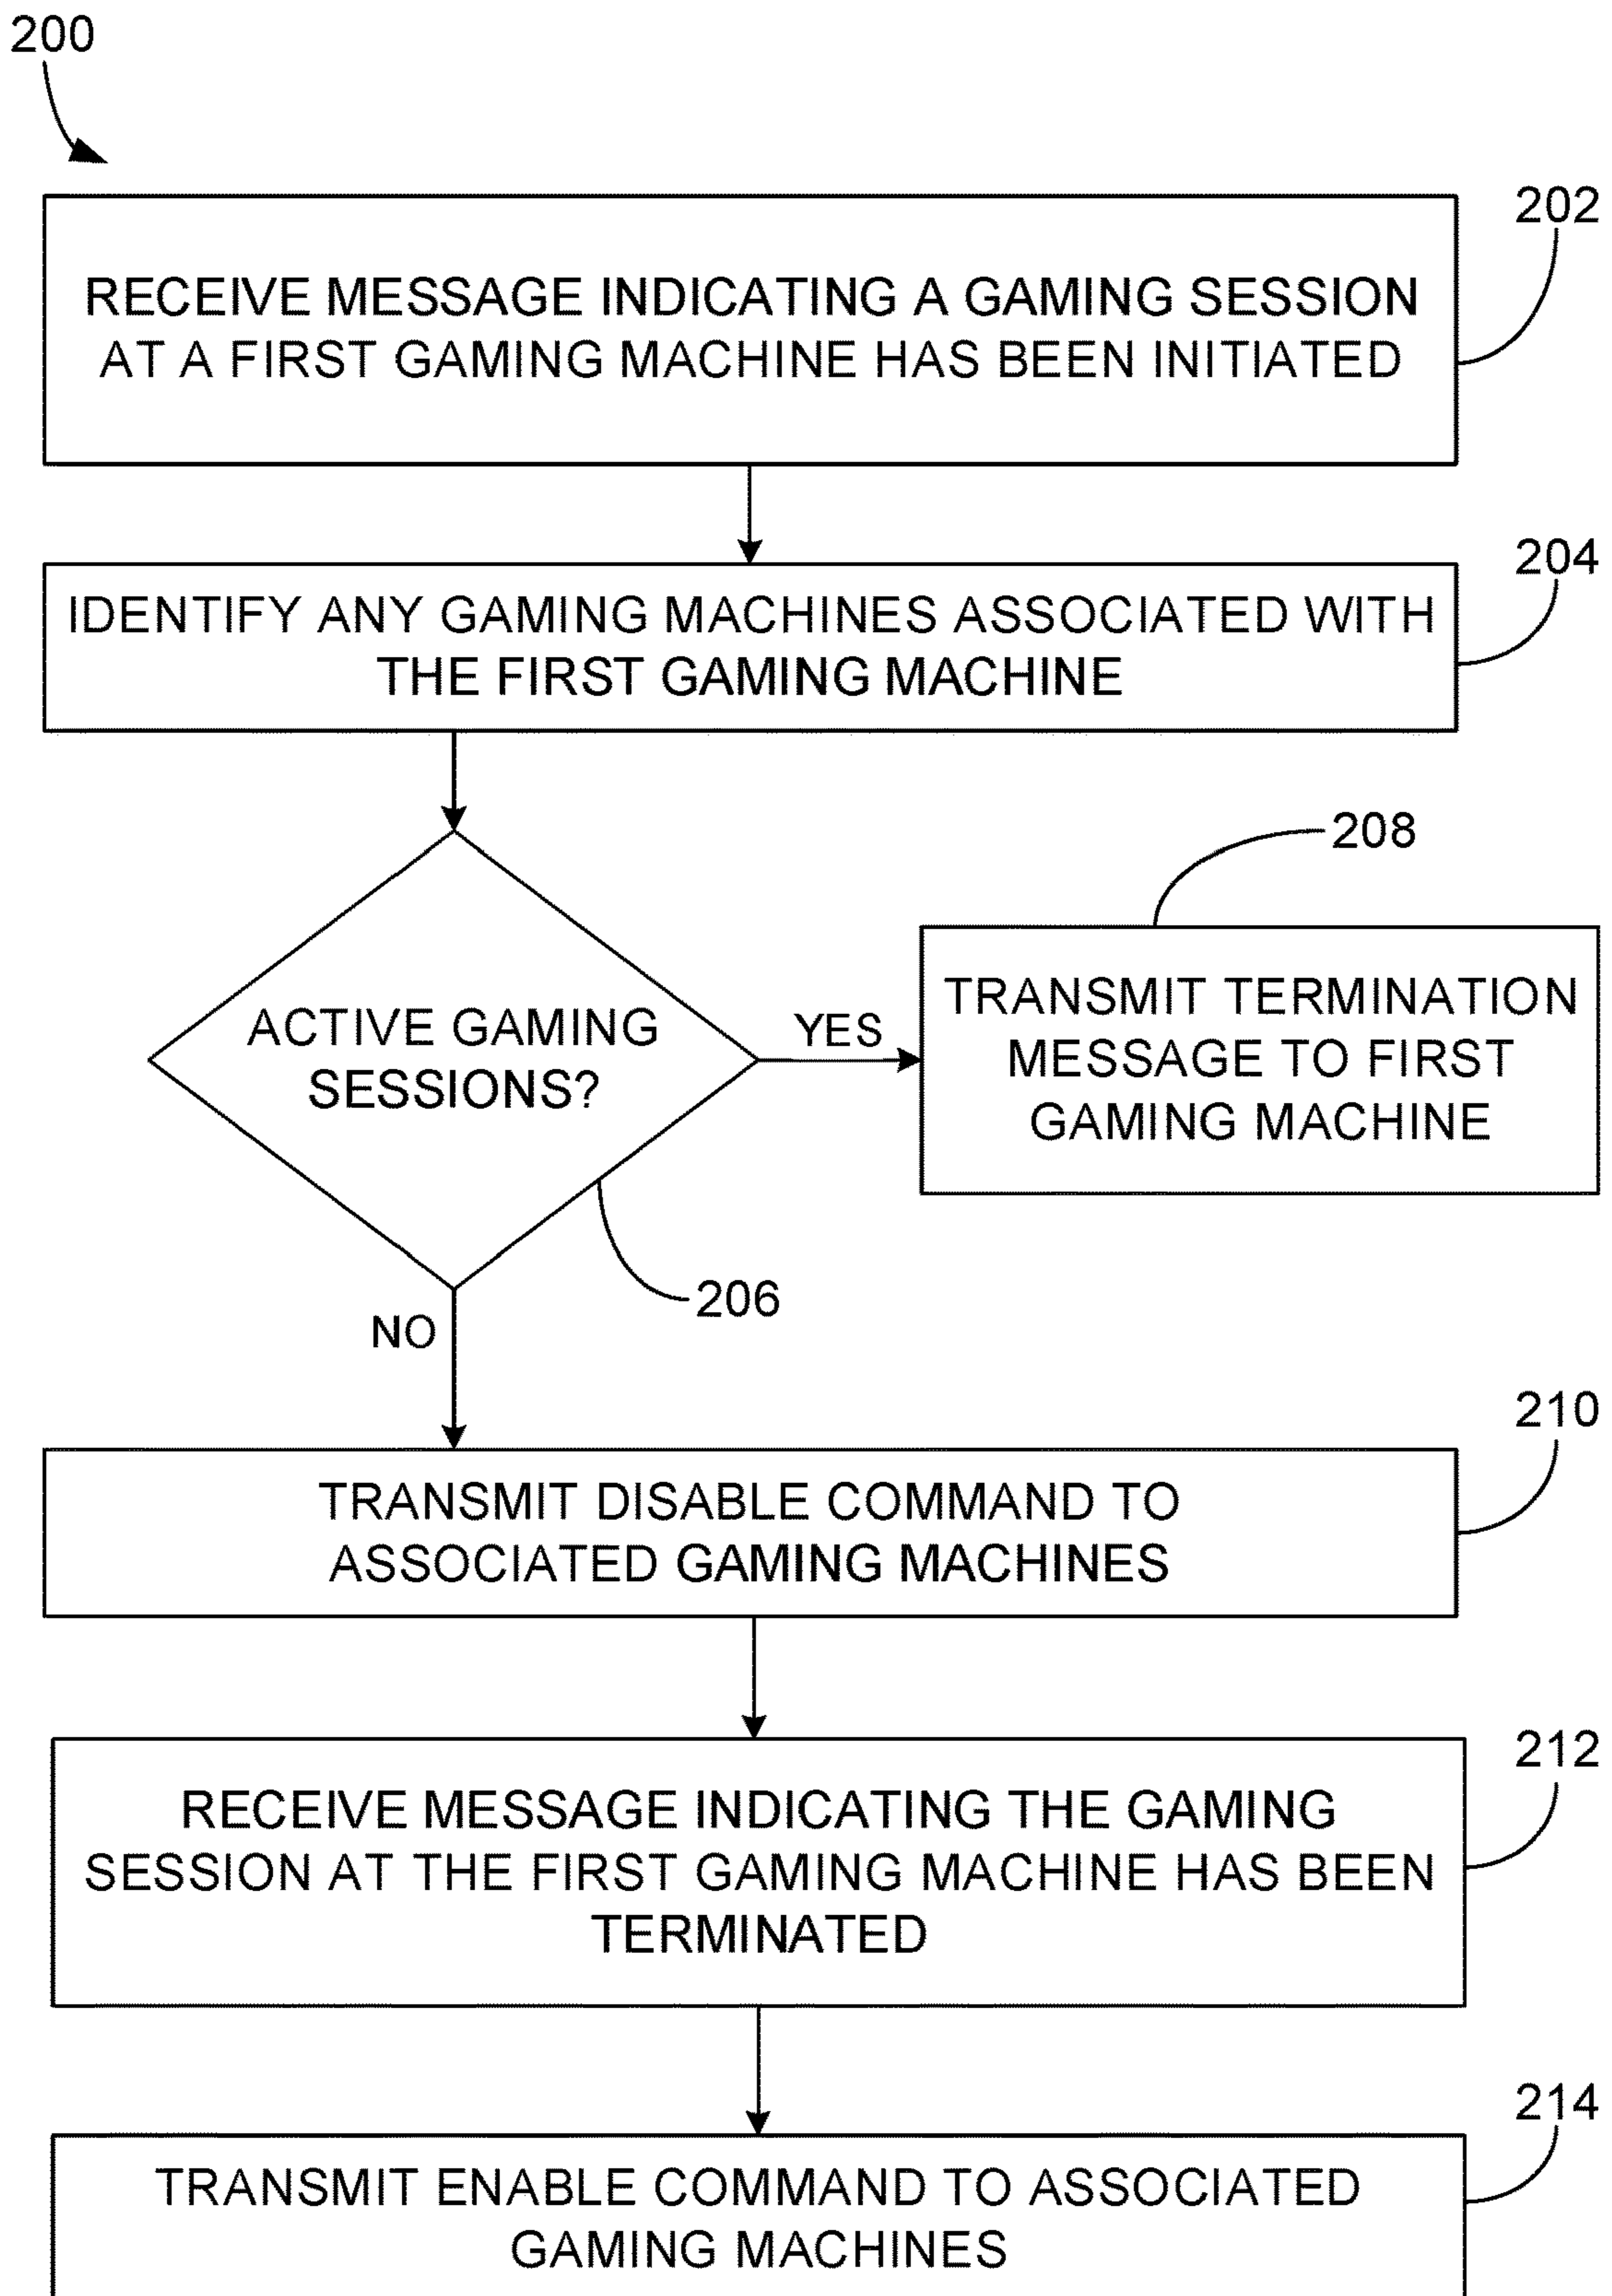 200
202
RECEIVE MESSAGE INDICATING A GAMING SESSION
AT A FIRST GAMING MACHINE HAS BEEN INITIATED
204
IDENTIFY ANY GAMING MACHINES ASSOCIATED WITH
THE FIRST GAMING MACHINE
208
ACTIVE GAMING
SESSIONS?
YES
TRANSMIT TERMINATION
MESSAGE TO FIRST
GAMING MACHINE
206
NO
210
TRANSMIT DISABLE COMMAND TO
ASSOCIATED GAMING MACHINES
212
RECEIVE MESSAGE INDICATING THE GAMING
SESSION AT THE FIRST GAMING MACHINE HAS BEEN
TERMINATED
214
TRANSMIT ENABLE COMMAND TO ASSOCIATED
GAMING MACHINES